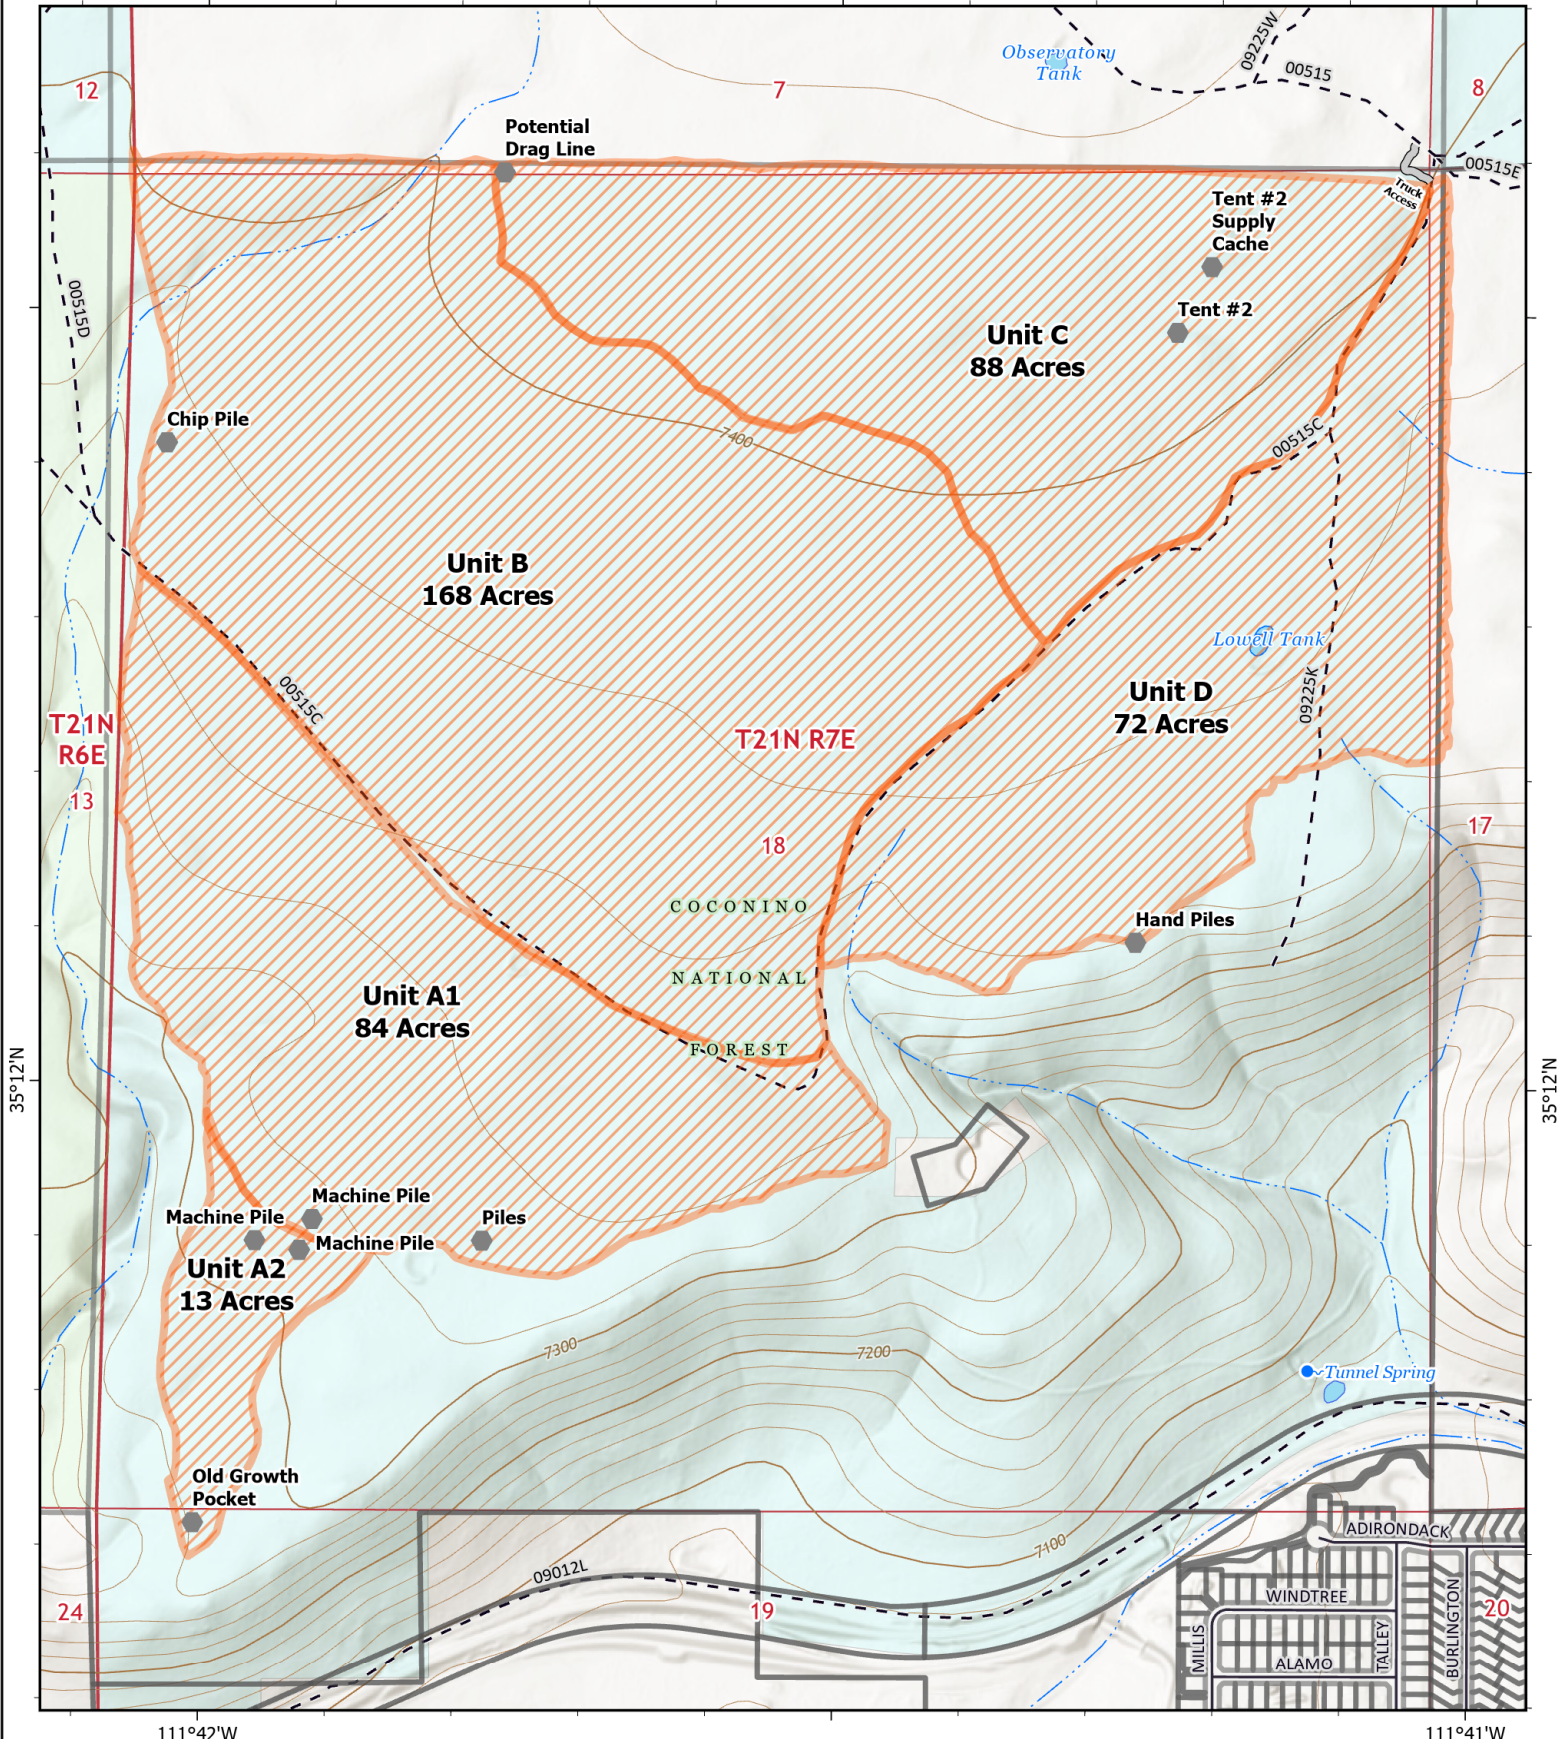 Observatory
Tank
09225W
00515
12
7
8
Potential
Drag Line
00515E
Truck
Access
Tent #2
Supply
Cache
00515D
Tent #2
Unit C
88 Acres
Chip Pile
7400
00515C
Unit B
168 Acres
Lowell Tank
00515C
09225K
Unit D
72 Acres
T21N
R6E
T21N R7E
13
18
17
COCONINO
Hand Piles
NATIONAL
Unit A1
84 Acres
FOREST
35°12'N
35°12'N
Machine Pile
Machine Pile
Piles
Machine Pile
Unit A2
13 Acres
7300
7200
Tunnel Spring
Old Growth
Pocket
ADIRONDACK
7100
09012L
WINDTREE
24
19
20
MILLIS
TALLEY
BURLINGTON
ALAMO
111°42'W
111°41'W